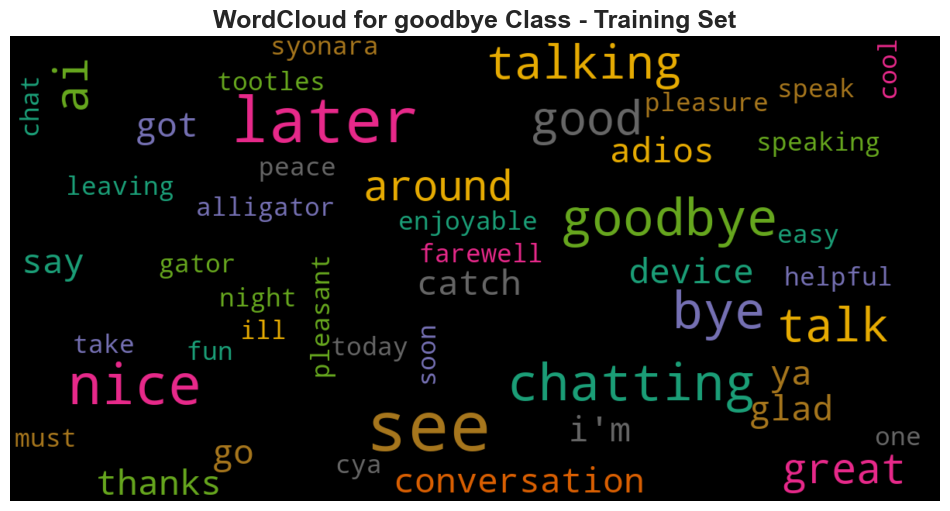 WordCloud for goodbye Class - Training Set
syonara
talking
cool
ai
chat
tootles
pleasure
speak
later
good
got
adios
speaking
peace
leaving
around
alligator
enjoyable
goodbye
easy
farewell
say
gator
catch
device
helpful
night
pleasant
bye
talk
ill
soon
take
fun
today
nice
chatting
ya
glad
see
i'm
must
one
go
cya
thanks
conversation
great